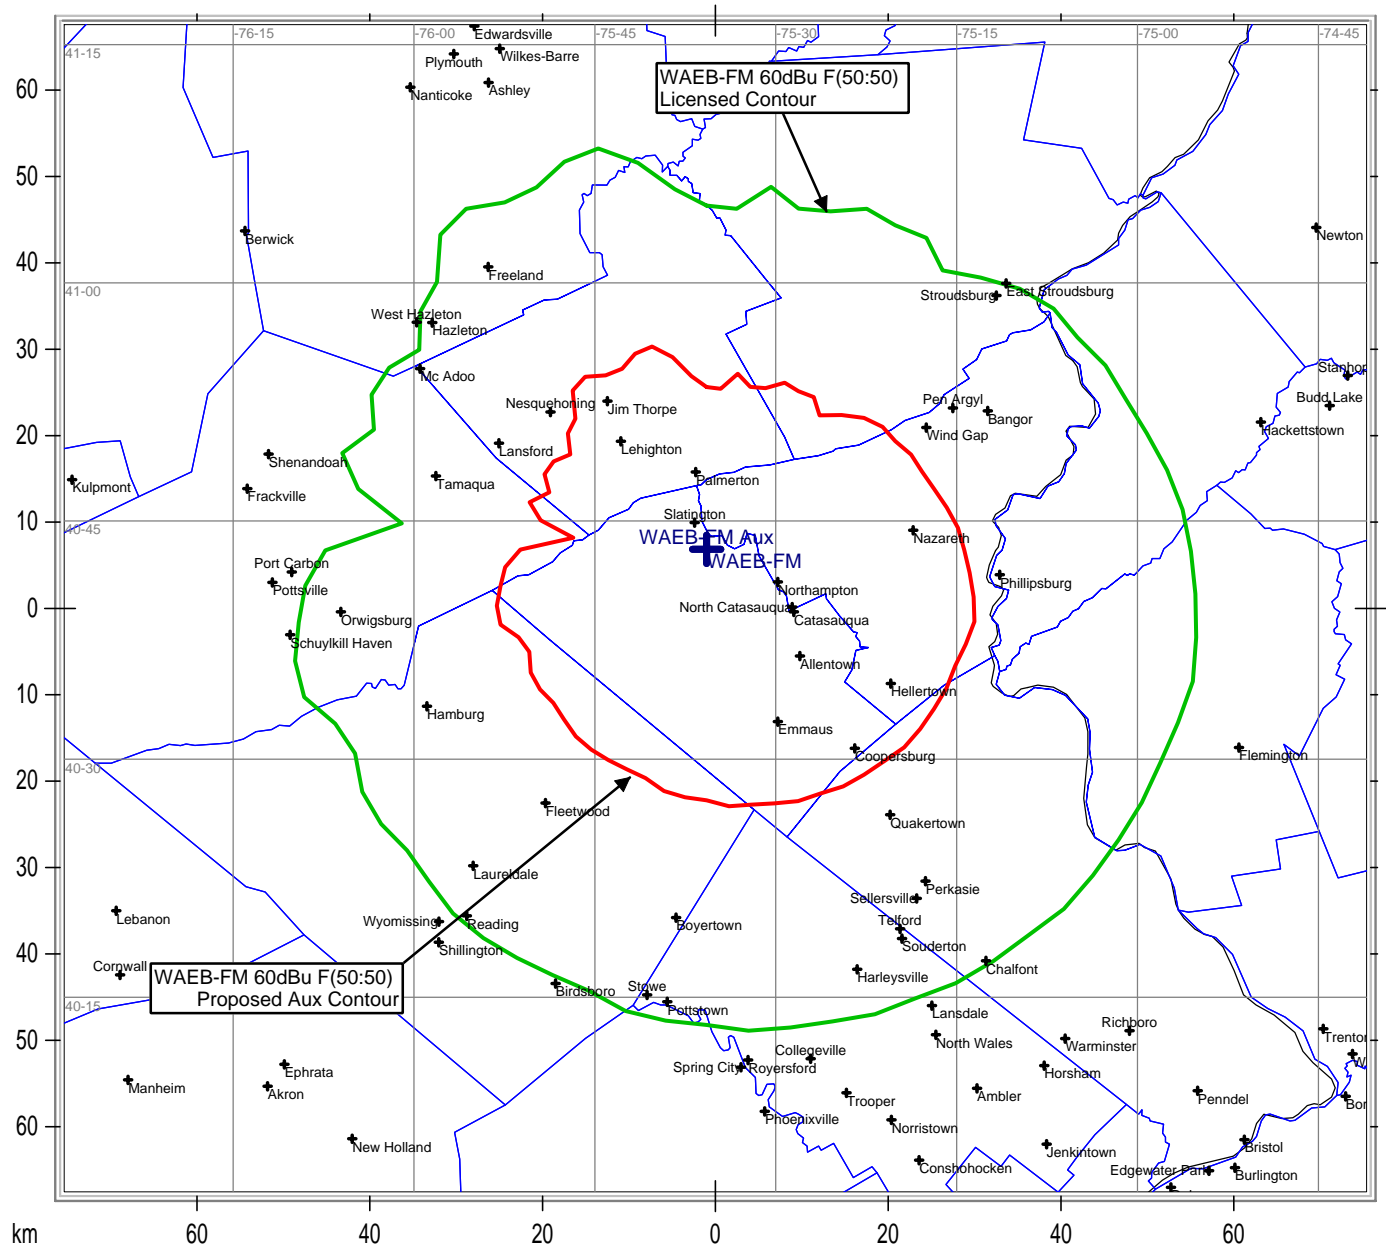 -76-15
-76-00
-75-45
-75-30
-75-15
-75-00
-74-45
41-15
Edwardsville
Wilkes-Barre
Plymouth
Ashley
Nanticoke
WAEB-FM 60dBu F(50:50)
Licensed Contour
60
50
Berwick
Newton
40
Freeland
41-00
East Stroudsburg
Stroudsburg
West Hazleton
Hazleton
30
Mc Adoo
Stanhop
Budd Lake
Nesquehoning
Jim Thorpe
Pen Argyl
Bangor
Wind Gap
Hackettstown
20
Lansford
Lehighton
Shenandoah
Tamaqua
Palmerton
Kulpmont
Frackville
10
Slatington
40-45
WAEB-FM Aux
WAEB-FM
Nazareth
Port Carbon
Pottsville
Northampton
Phillipsburg
0
Orwigsburg
North Catasauqua
Catasauqua
Schuylkill Haven
Allentown
10
Hellertown
Hamburg
Emmaus
Coopersburg
Flemington
40-30
20
Fleetwood
Quakertown
30
Laureldale
Perkasie
Sellersville
Lebanon
Wyomissing
Reading
Boyertown
Telford
Souderton
Shillington
40
Cornwall
Harleysville
Chalfont
WAEB-FM 60dBu F(50:50)
Proposed Aux Contour
Birdsboro
Stowe
Pottstown
40-15
Lansdale
50
Richboro
Trenton
North Wales
Warminster
Collegeville
Spring City
Royersford
Horsham
Ephrata
Manheim
Akron
Trooper
Ambler
Penndel
Bor
60
Phoenixville
Norristown
New Holland
Jenkintown
Bristol
Conshohocken
Edgewater Park
Burlington
km
60
40
20
0
20
40
60